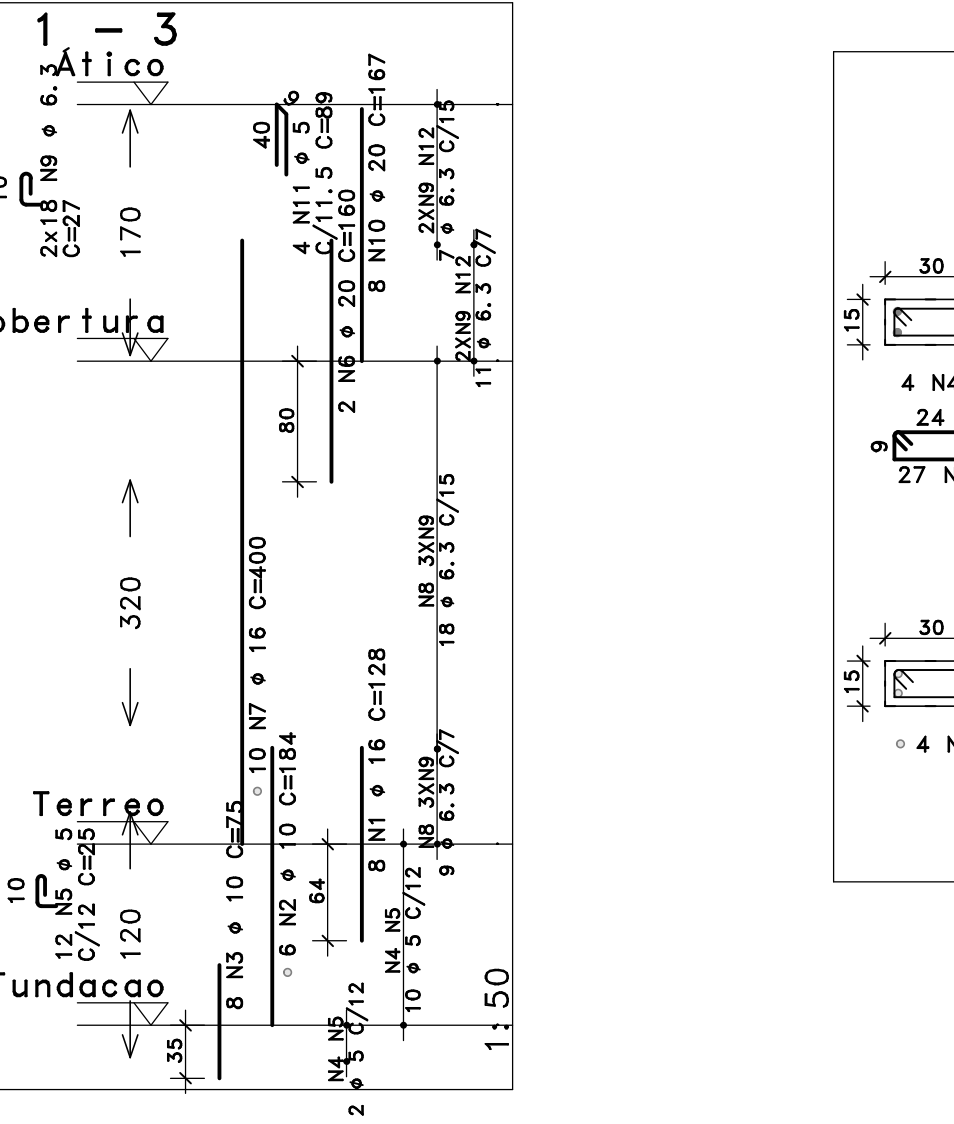 1 - 3
Ático
2x18 N9 ø 6.3
C=27
170
40
6
4 N11 ø 5
C/11.5 C=89
8 N10 ø 20 C=167
2XN9 N12
7 ø 6.3 C/15
2 N6 ø 20 C=160
2XN9 N12
11 ø 6.3 C/7
obertura
80
320
10 N7 ø 16 C=400
N8 3XN9
18 ø 6.3 C/15
Terreo
8 N1 ø 16 C=128
N8 3XN9
9 ø 6.3 C/7
10
12 N5 ø 5
C/12 C=25
120
8 N3 ø 10 C=75
6 N2 ø 10 C=184
64
N4 N5
10 ø 5 C/12
undacao
35
N4 N5
2 ø 5 C/12
1:50
30
15
4 N4
24
9
27 N
30
15
4 N